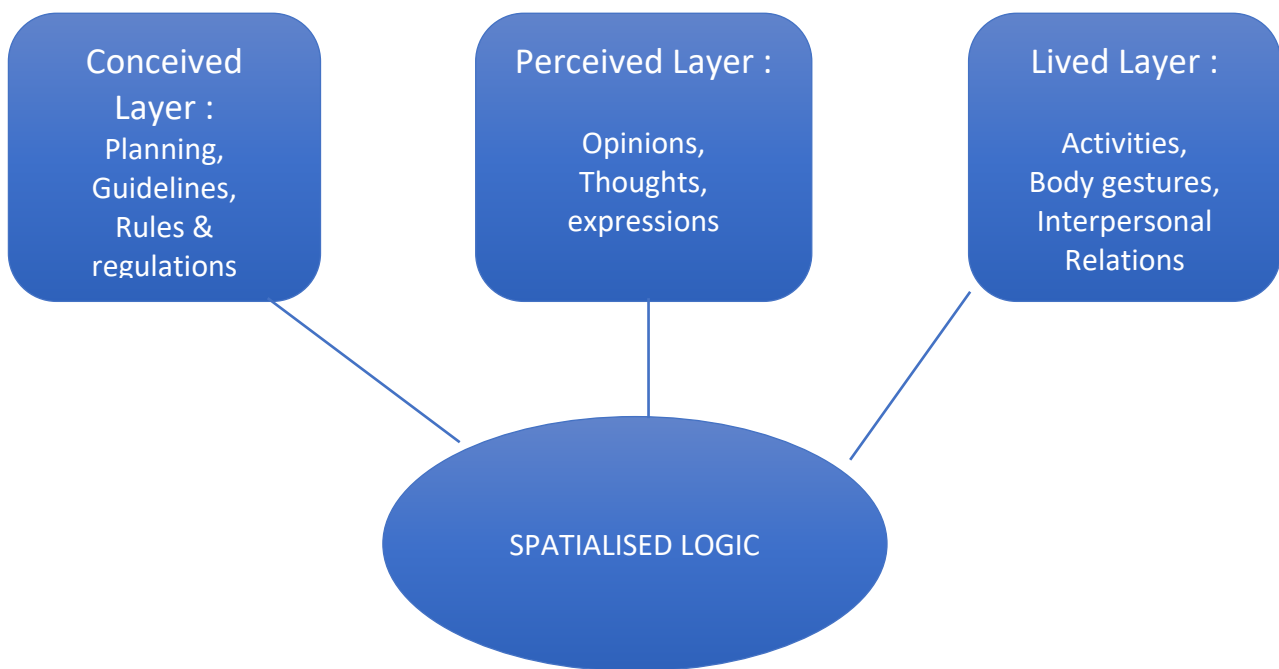 Conceived
Layer :
Planning,
Guidelines,
Rules &
regulations
Perceived Layer :
Opinions,
Thoughts,
expressions
Lived Layer :
Activities,
Body gestures,
Interpersonal
Relations
SPATIALISED LOGIC